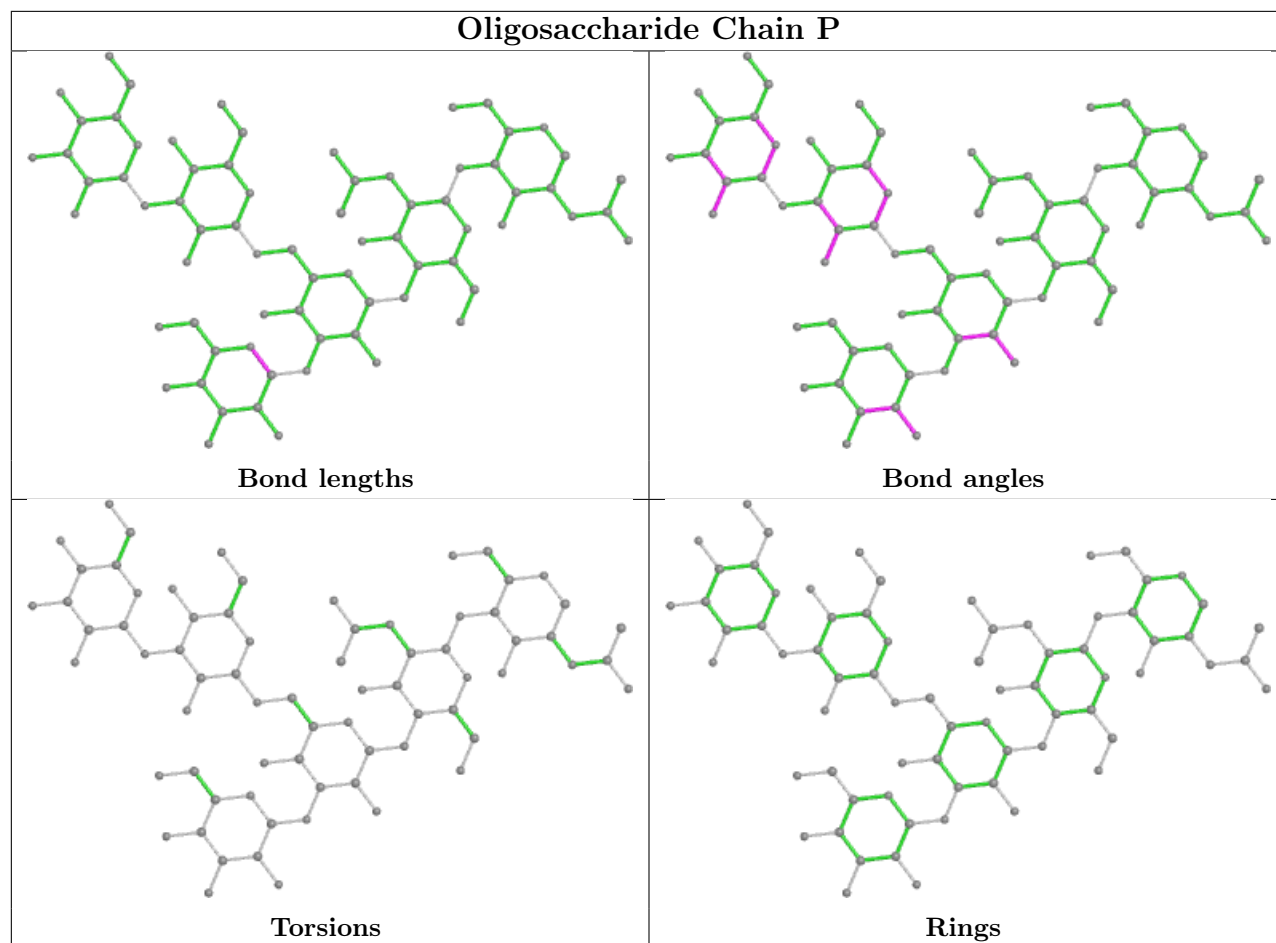 Oligosaccharide Chain P
Bond lengths
Bond angles
Torsions
Rings